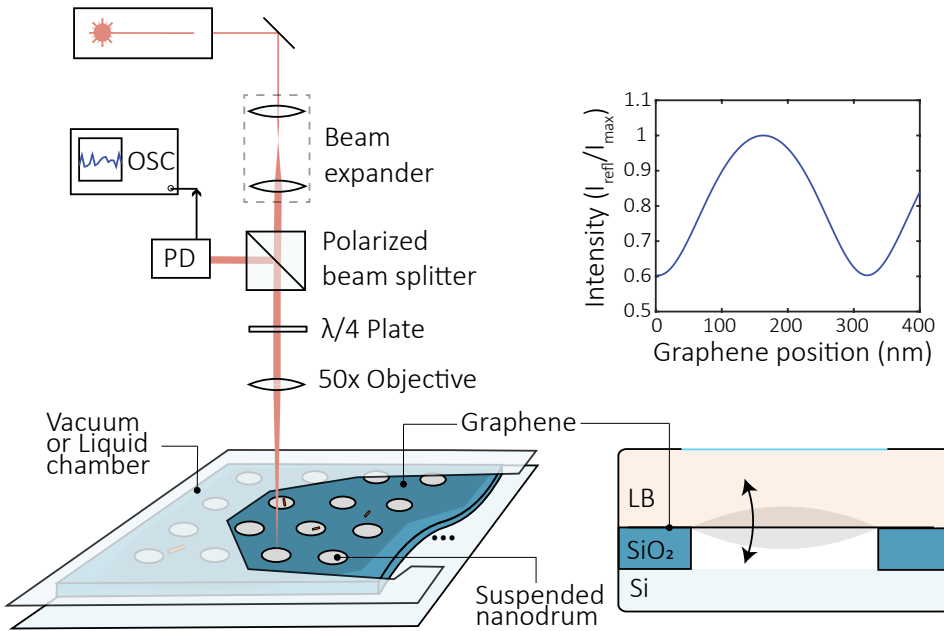 Beam
expander
OSC
PD
Polarized
beam splitter
λ/4 Plate
50x Objective
Vacuum
or Liquid
chamber
Graphene
Suspended
nanodrum
Intensity (I_refl/I_max)
1.1
1
0.9
0.8
0.7
0.6
0.5
0
100
200
300
400
Graphene position (nm)
LB
SiO₂
Si